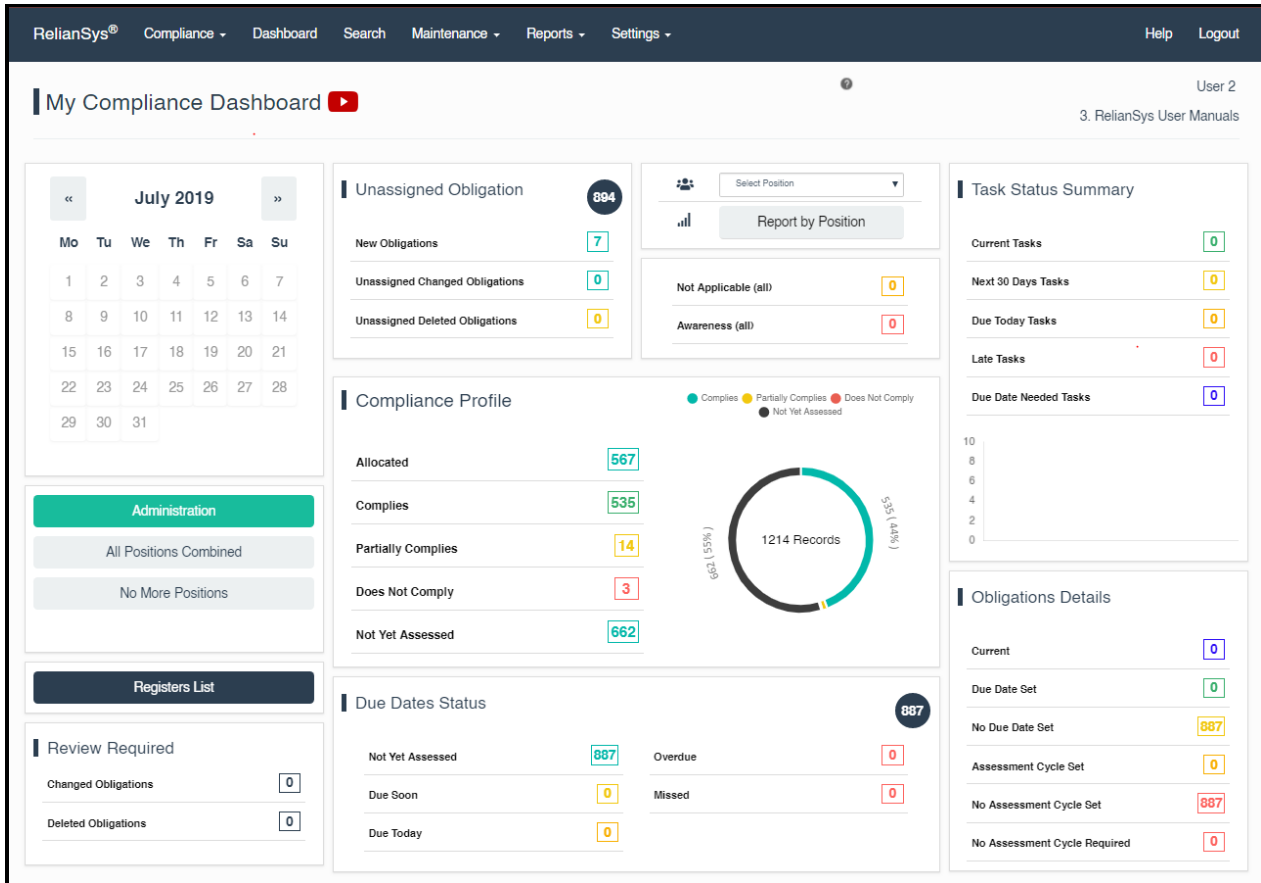 RelianSys® Compliance Dashboard Search Maintenance Reports Settings Help Logout
My Compliance Dashboard
User 2
3. RelianSys User Manuals
« July 2019 »
Mo Tu We Th Fr Sa Su
1 2 3 4 5 6 7
8 9 10 11 12 13 14
15 16 17 18 19 20 21
22 23 24 25 26 27 28
29 30 31
Administration
All Positions Combined
No More Positions
Registers List
Review Required
Changed Obligations 0
Deleted Obligations 0
Unassigned Obligation 894
New Obligations 7
Unassigned Changed Obligations 0
Unassigned Deleted Obligations 0
Select Position
Report by Position
Not Applicable (all) 0
Awareness (all) 0
Compliance Profile
Allocated 567
Complies 535
Partially Complies 14
Does Not Comply 3
Not Yet Assessed 662
Complies Partially Complies Does Not Comply
Not Yet Assessed
535 ( 44% )
1214 Records
662 ( 55% )
Due Dates Status 887
Not Yet Assessed 887
Due Soon 0
Due Today 0
Overdue 0
Missed 0
Task Status Summary
Current Tasks 0
Next 30 Days Tasks 0
Due Today Tasks 0
Late Tasks 0
Due Date Needed Tasks 0
10
8
6
4
2
0
Obligations Details
Current 0
Due Date Set 0
No Due Date Set 887
Assessment Cycle Set 0
No Assessment Cycle Set 887
No Assessment Cycle Required 0